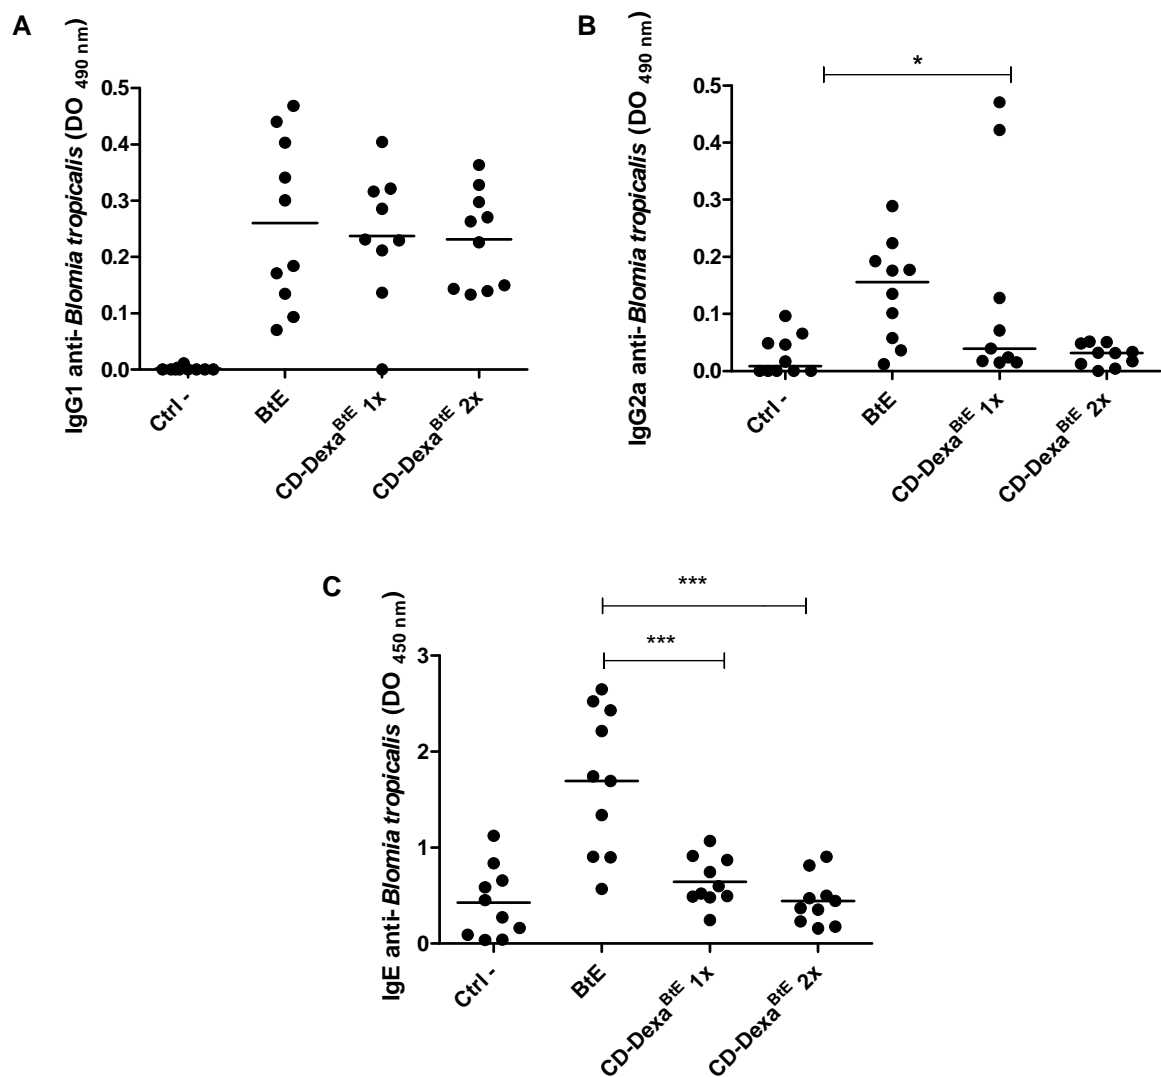 A
IgG1 anti-Blomia tropicalis (DO 490 nm)
0.5
0.4
0.3
0.2
0.1
0.0
Ctrl -
BtE
CD-Dexa^BtE 1x
CD-Dexa^BtE 2x
B
IgG2a anti-Blomia tropicalis (DO 490 nm)
0.5
0.4
0.3
0.2
0.1
0.0
*
Ctrl -
BtE
CD-Dexa^BtE 1x
CD-Dexa^BtE 2x
C
IgE anti-Blomia tropicalis (DO 450 nm)
3
2
1
0
***
***
Ctrl -
BtE
CD-Dexa^BtE 1x
CD-Dexa^BtE 2x